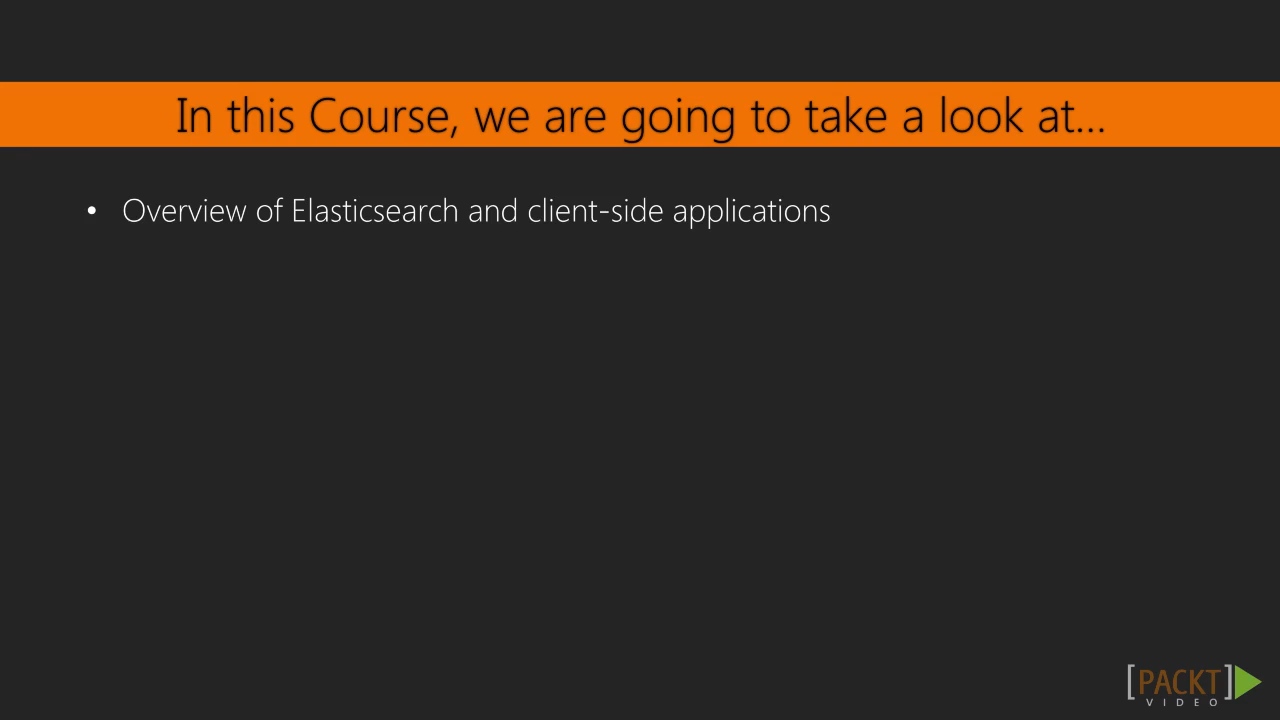 In this Course, we are going to take a look at...
• Overview of Elasticsearch and client-side applications
[PACKT]
VIDEO